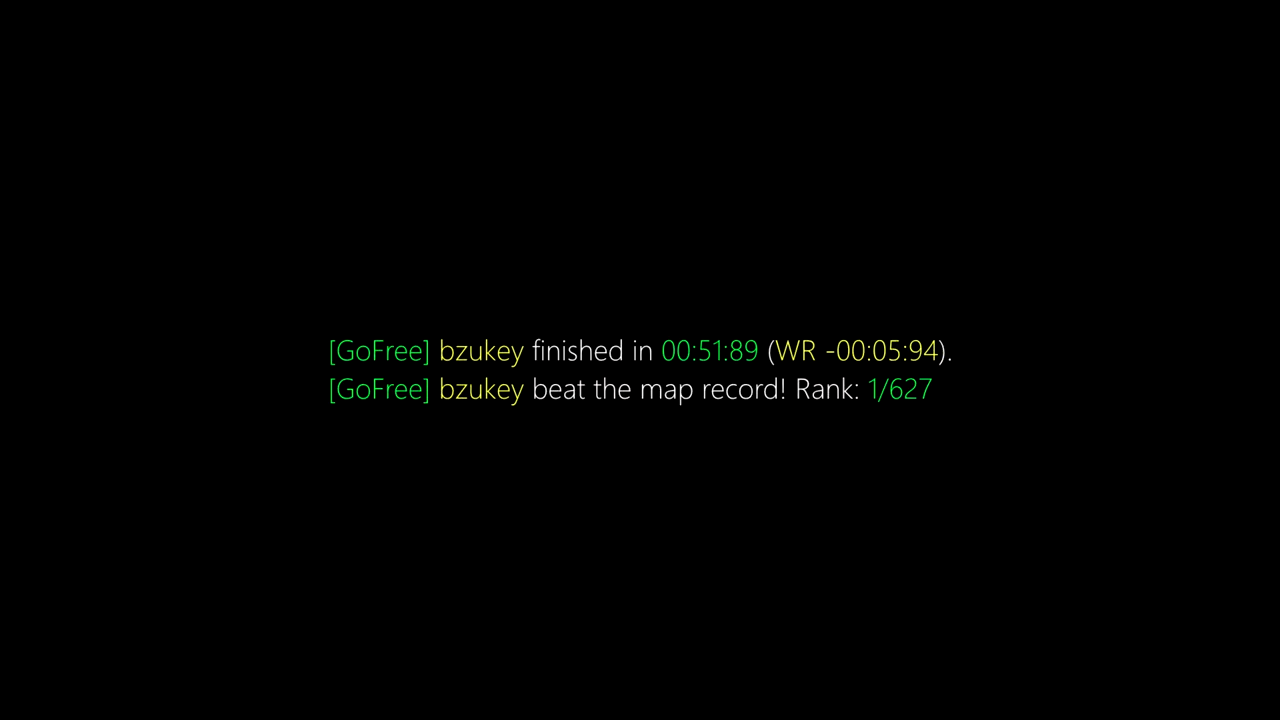 [GoFree] bzukey finished in 00:51:89 (WR -00:05:94).
[GoFree] bzukey beat the map record! Rank: 1/627